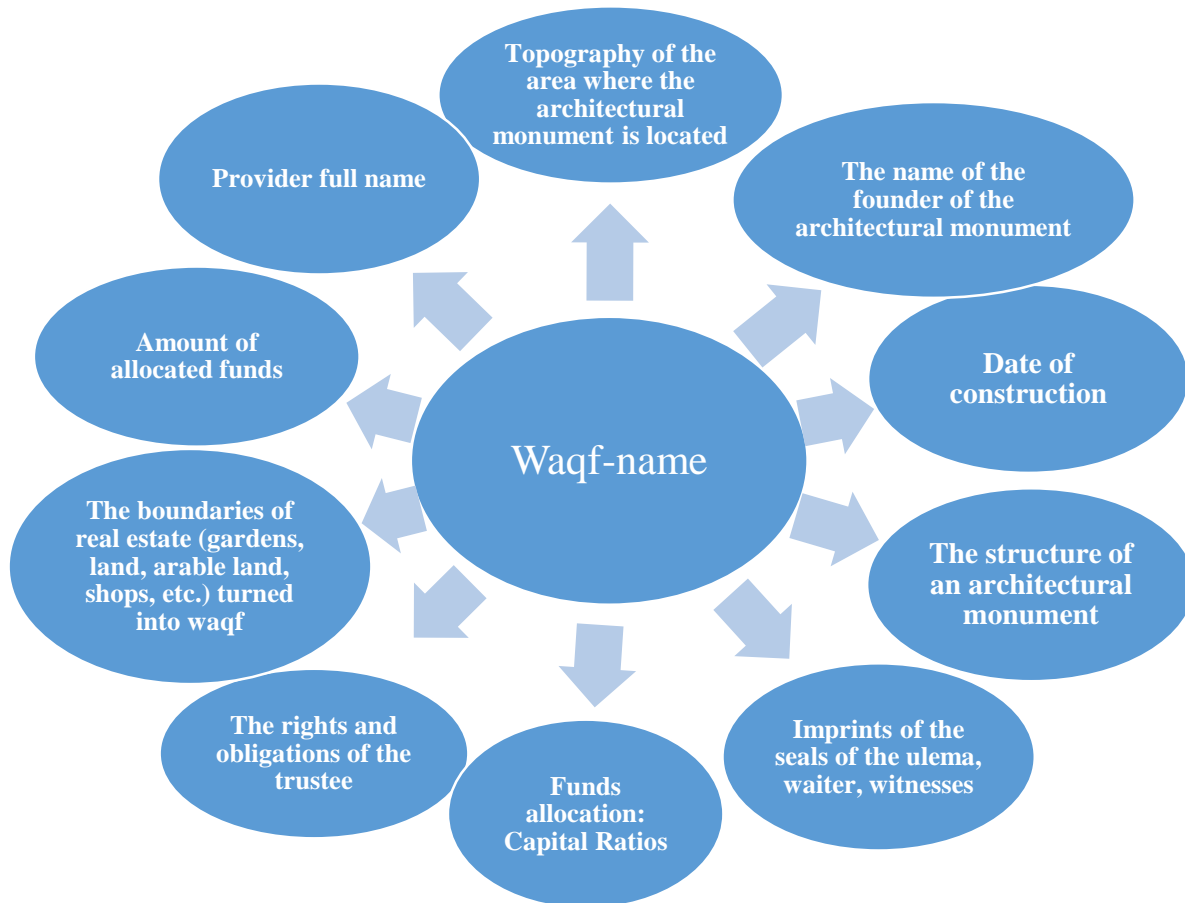 Topography of the
area where the
architectural
monument is located
The name of the
founder of the
architectural monument
Date of
construction
The structure of
an architectural
monument
Imprints of the
seals of the ulema,
waiter, witnesses
Funds
allocation:
Capital Ratios
The rights and
obligations of the
trustee
The boundaries of
real estate (gardens,
land, arable land,
shops, etc.) turned
into waqf
Amount of
allocated funds
Provider full name
Waqf-name